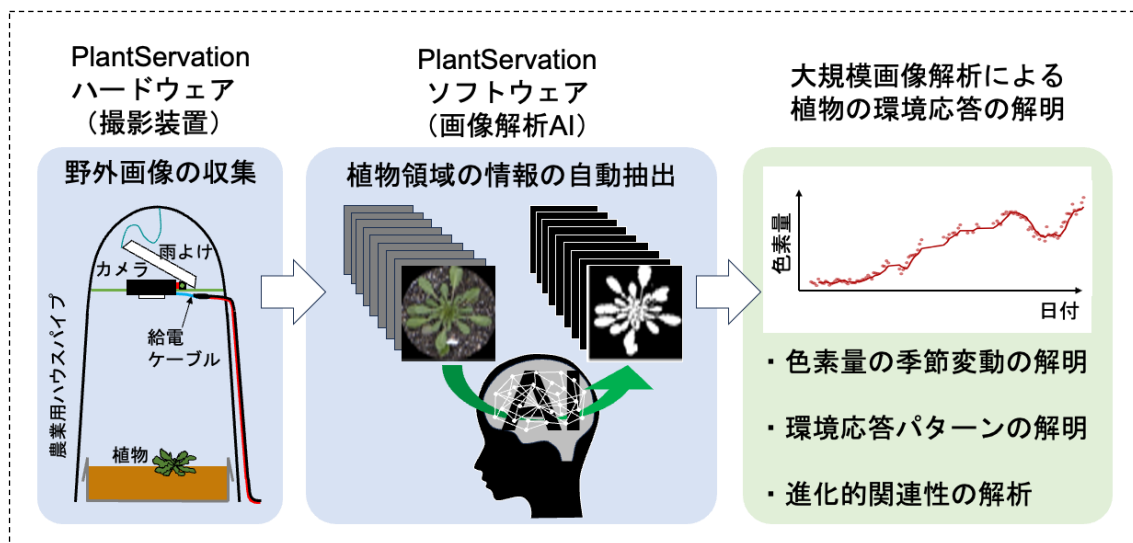 PlantServation
ハードウェア
（撮影装置）
野外画像の収集
雨よけ
カメラ
給電
ケーブル
農業用ハウスパイプ
植物
PlantServation
ソフトウェア
（画像解析AI）
植物領域の情報の自動抽出
AI
大規模画像解析による
植物の環境応答の解明
色素量
日付
・色素量の季節変動の解明
・環境応答パターンの解明
・進化的関連性の解析